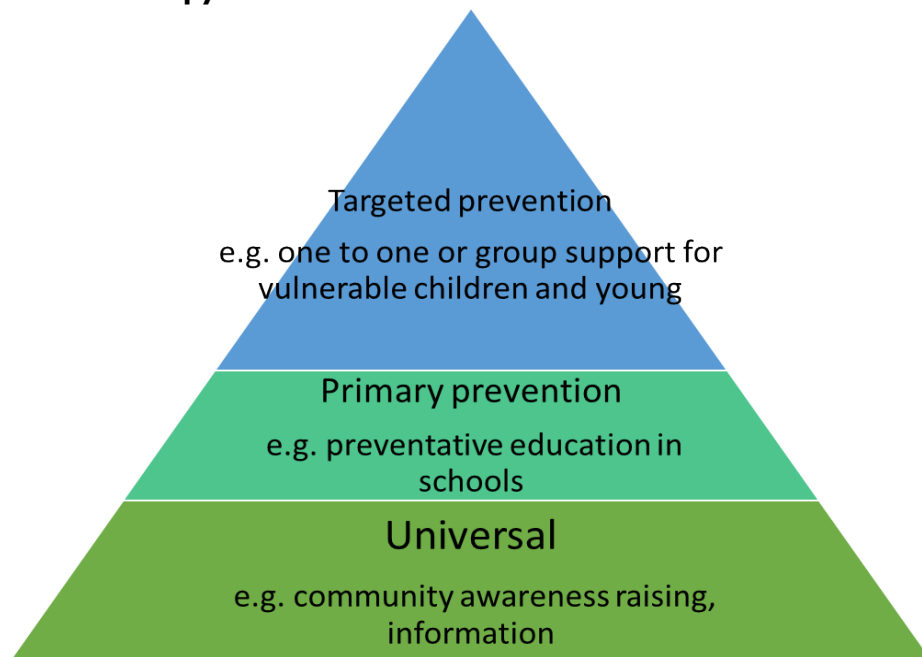 Targeted prevention
e.g. one to one or group support for
vulnerable children and young
Primary prevention
e.g. preventative education in
schools
Universal
e.g. community awareness raising,
information